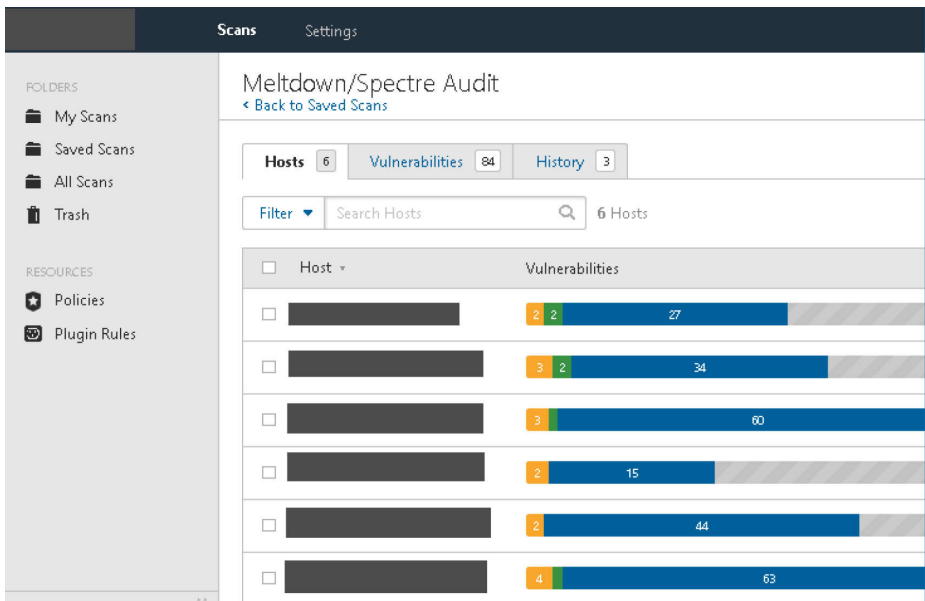 Scans Settings
FOLDERS
My Scans
Saved Scans
All Scans
Trash
RESOURCES
Policies
Plugin Rules
Meltdown/Spectre Audit
< Back to Saved Scans
Hosts 6 Vulnerabilities 84 History 3
Filter Search Hosts 6 Hosts
Host Vulnerabilities
2 2 27
3 2 34
3 60
2 15
2 44
4 63